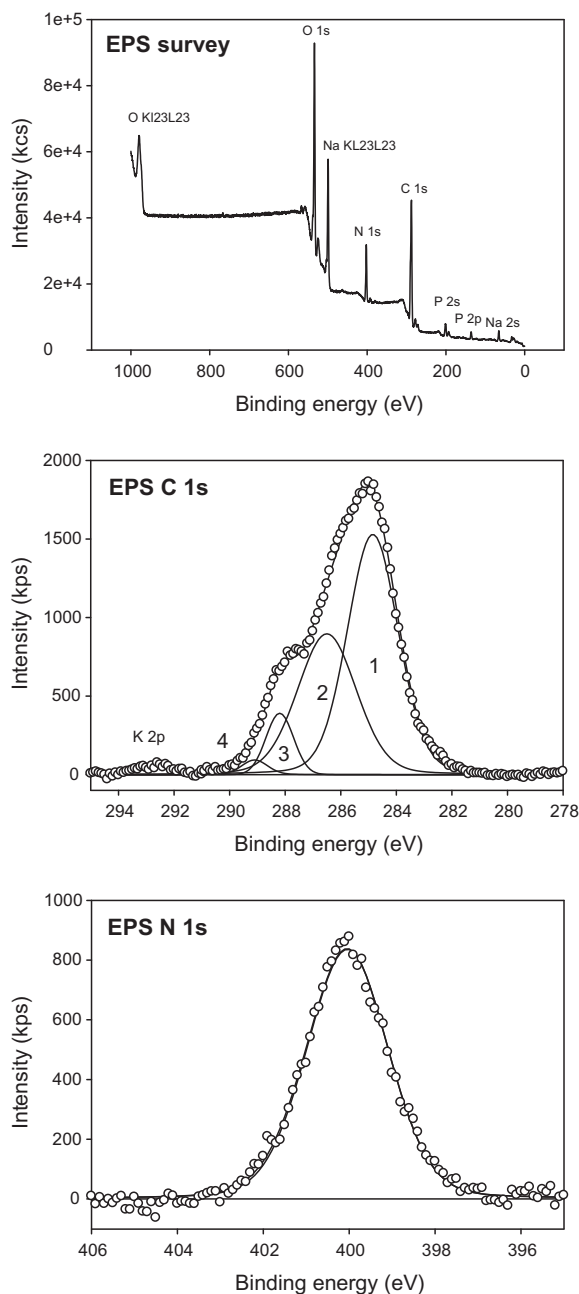 EPS survey
O 1s
O Kl23L23
Na KL23L23
C 1s
N 1s
P 2s
P 2p
Na 2s
1e+5
8e+4
6e+4
4e+4
2e+4
0
Intensity (kcs)
1000 800 600 400 200 0
Binding energy (eV)
EPS C 1s
2000
1500
1000
500
0
Intensity (kps)
K 2p
4
3
2
1
294 292 290 288 286 284 282 280 278
Binding energy (eV)
EPS N 1s
1000
800
600
400
200
0
Intensity (kps)
406 404 402 400 398 396
Binding energy (eV)